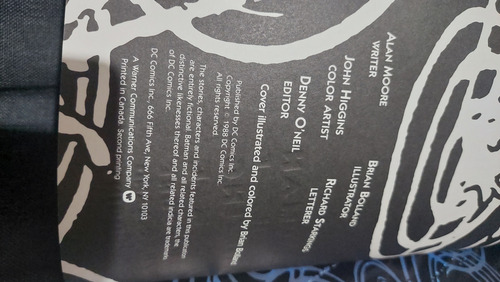 ALAN MOORE
WRITER
BRIAN BOLLAND
ILLUSTRATOR
JOHN HIGGINS
COLOR ARTIST
RICHARD STARKINGS
LETTERER
DENNY O'NEIL
EDITOR
Cover illustrated and colored by Brian Bolland
Published by DC Comics Inc.
Copyright © 1988 DC Comics Inc.
All rights reserved.
The stories, characters and incidents featured in this publication
are entirely fictional. Batman and all related characters, the
distinctive likenesses thereof and all related indicia are trademarks
of DC Comics Inc.
DC Comics Inc., 666 Fifth Ave, New York, NY 10103
A Warner Communications Company
Printed in Canada. Second printing.